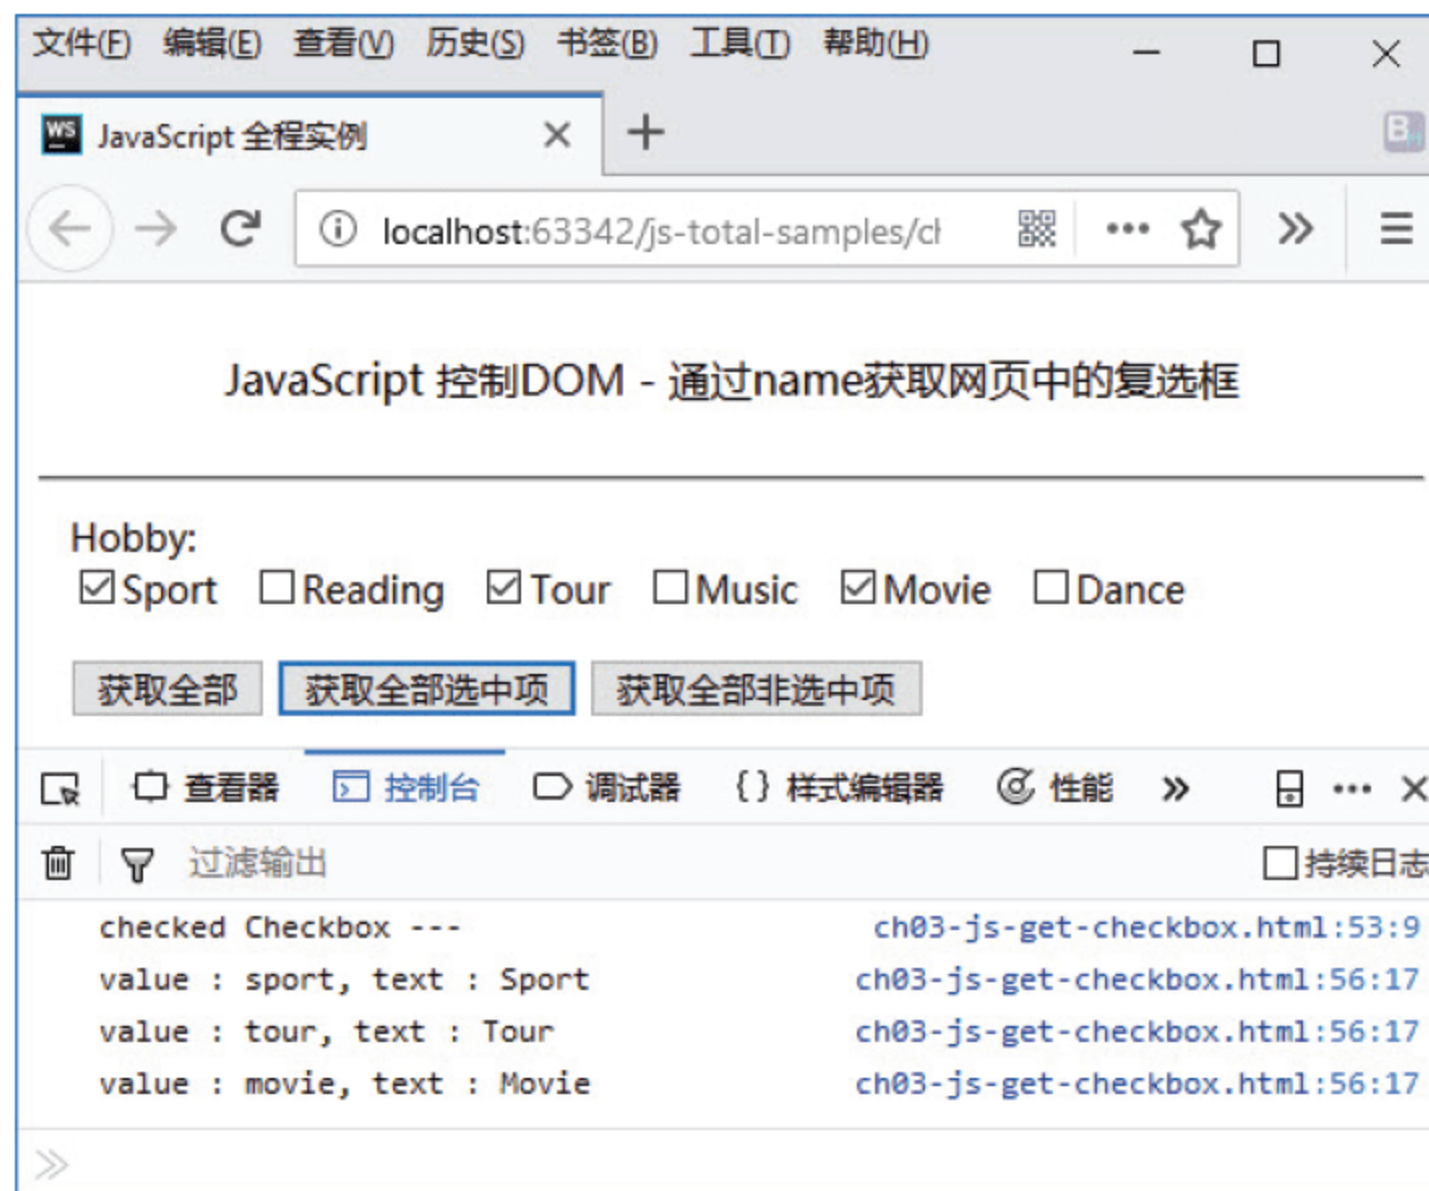 文件(F) 编辑(E) 查看(V) 历史(S) 书签(B) 工具(T) 帮助(H)
WS JavaScript 全程实例
localhost:63342/js-total-samples/ch
JavaScript 控制DOM - 通过name获取网页中的复选框
Hobby:
Sport Reading Tour Music Movie Dance
获取全部 获取全部选中项 获取全部非选中项
查看器 控制台 调试器 {} 样式编辑器 性能
过滤输出 持续日志
checked Checkbox --- ch03-js-get-checkbox.html:53:9
value : sport, text : Sport ch03-js-get-checkbox.html:56:17
value : tour, text : Tour ch03-js-get-checkbox.html:56:17
value : movie, text : Movie ch03-js-get-checkbox.html:56:17